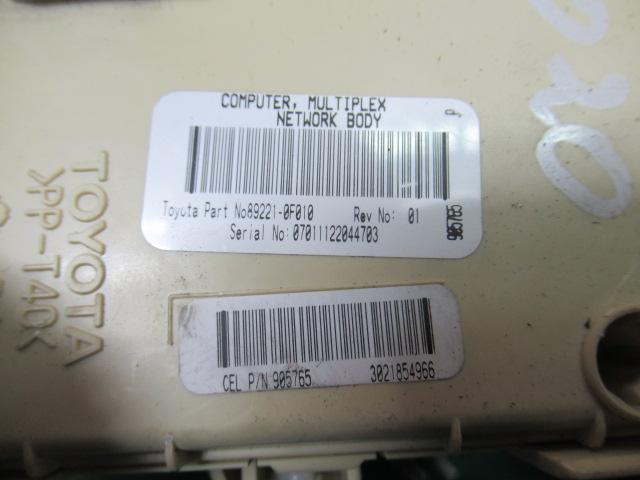 COMPUTER, MULTIPLEX
NETWORK BODY
P
Toyota Part No89221-0F010 Rev No: 01
Serial No:07011122044703
CEL P/N 905765 3021854966
TOYOTA
>PP-T40<
020